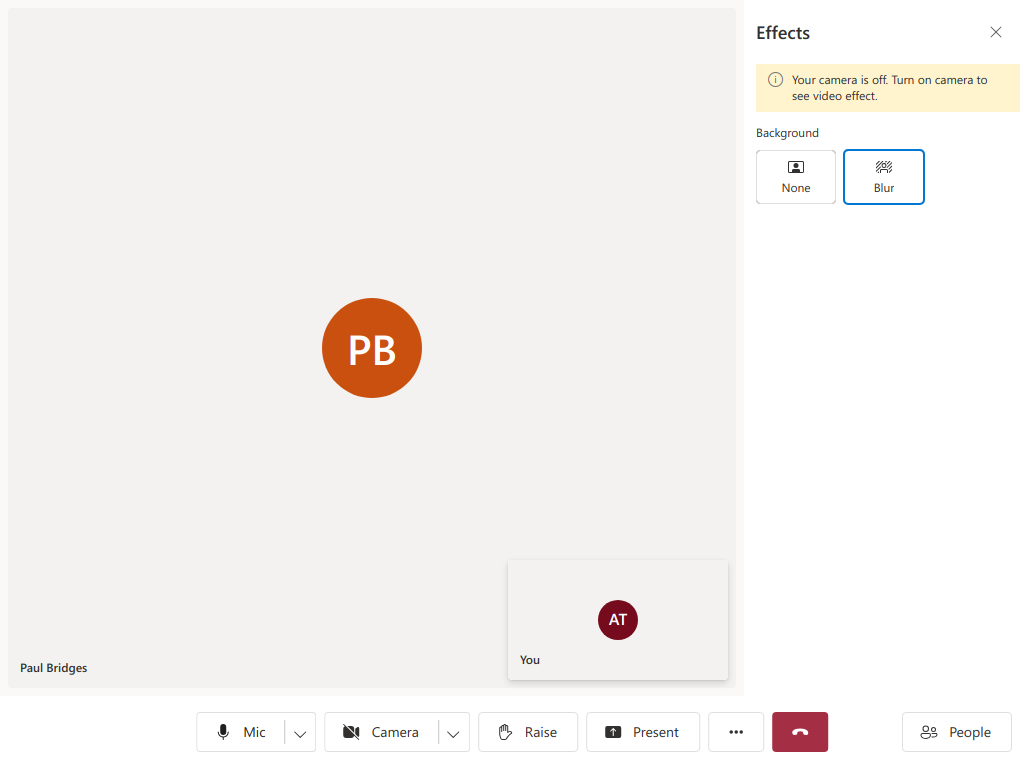 Effects
Your camera is off. Turn on camera to
see video effect.
Background
None
Blur
PB
AT
You
Paul Bridges
Mic
Camera
Raise
Present
People